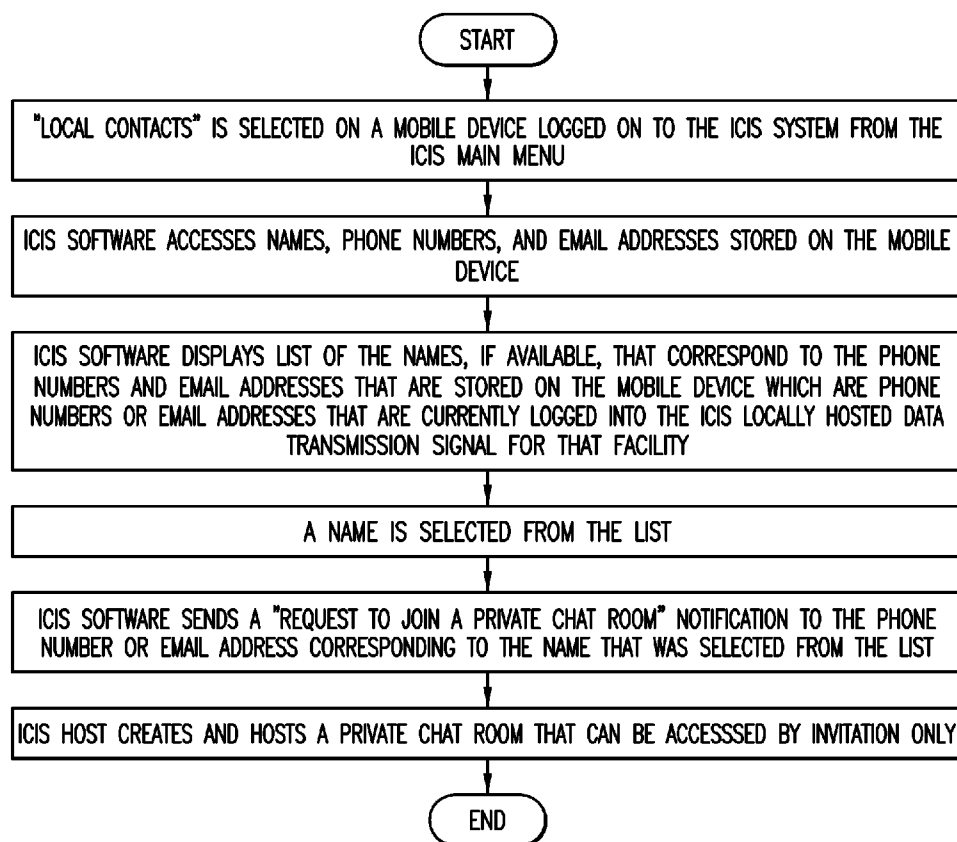 START
"LOCAL CONTACTS" IS SELECTED ON A MOBILE DEVICE LOGGED ON TO THE ICIS SYSTEM FROM THE
ICIS MAIN MENU
ICIS SOFTWARE ACCESSES NAMES, PHONE NUMBERS, AND EMAIL ADDRESSES STORED ON THE MOBILE
DEVICE
ICIS SOFTWARE DISPLAYS LIST OF THE NAMES, IF AVAILABLE, THAT CORRESPOND TO THE PHONE
NUMBERS AND EMAIL ADDRESSES THAT ARE STORED ON THE MOBILE DEVICE WHICH ARE PHONE
NUMBERS OR EMAIL ADDRESSES THAT ARE CURRENTLY LOGGED INTO THE ICIS LOCALLY HOSTED DATA
TRANSMISSION SIGNAL FOR THAT FACILITY
A NAME IS SELECTED FROM THE LIST
ICIS SOFTWARE SENDS A "REQUEST TO JOIN A PRIVATE CHAT ROOM" NOTIFICATION TO THE PHONE
NUMBER OR EMAIL ADDRESS CORRESPONDING TO THE NAME THAT WAS SELECTED FROM THE LIST
ICIS HOST CREATES AND HOSTS A PRIVATE CHAT ROOM THAT CAN BE ACCESSSED BY INVITATION ONLY
END